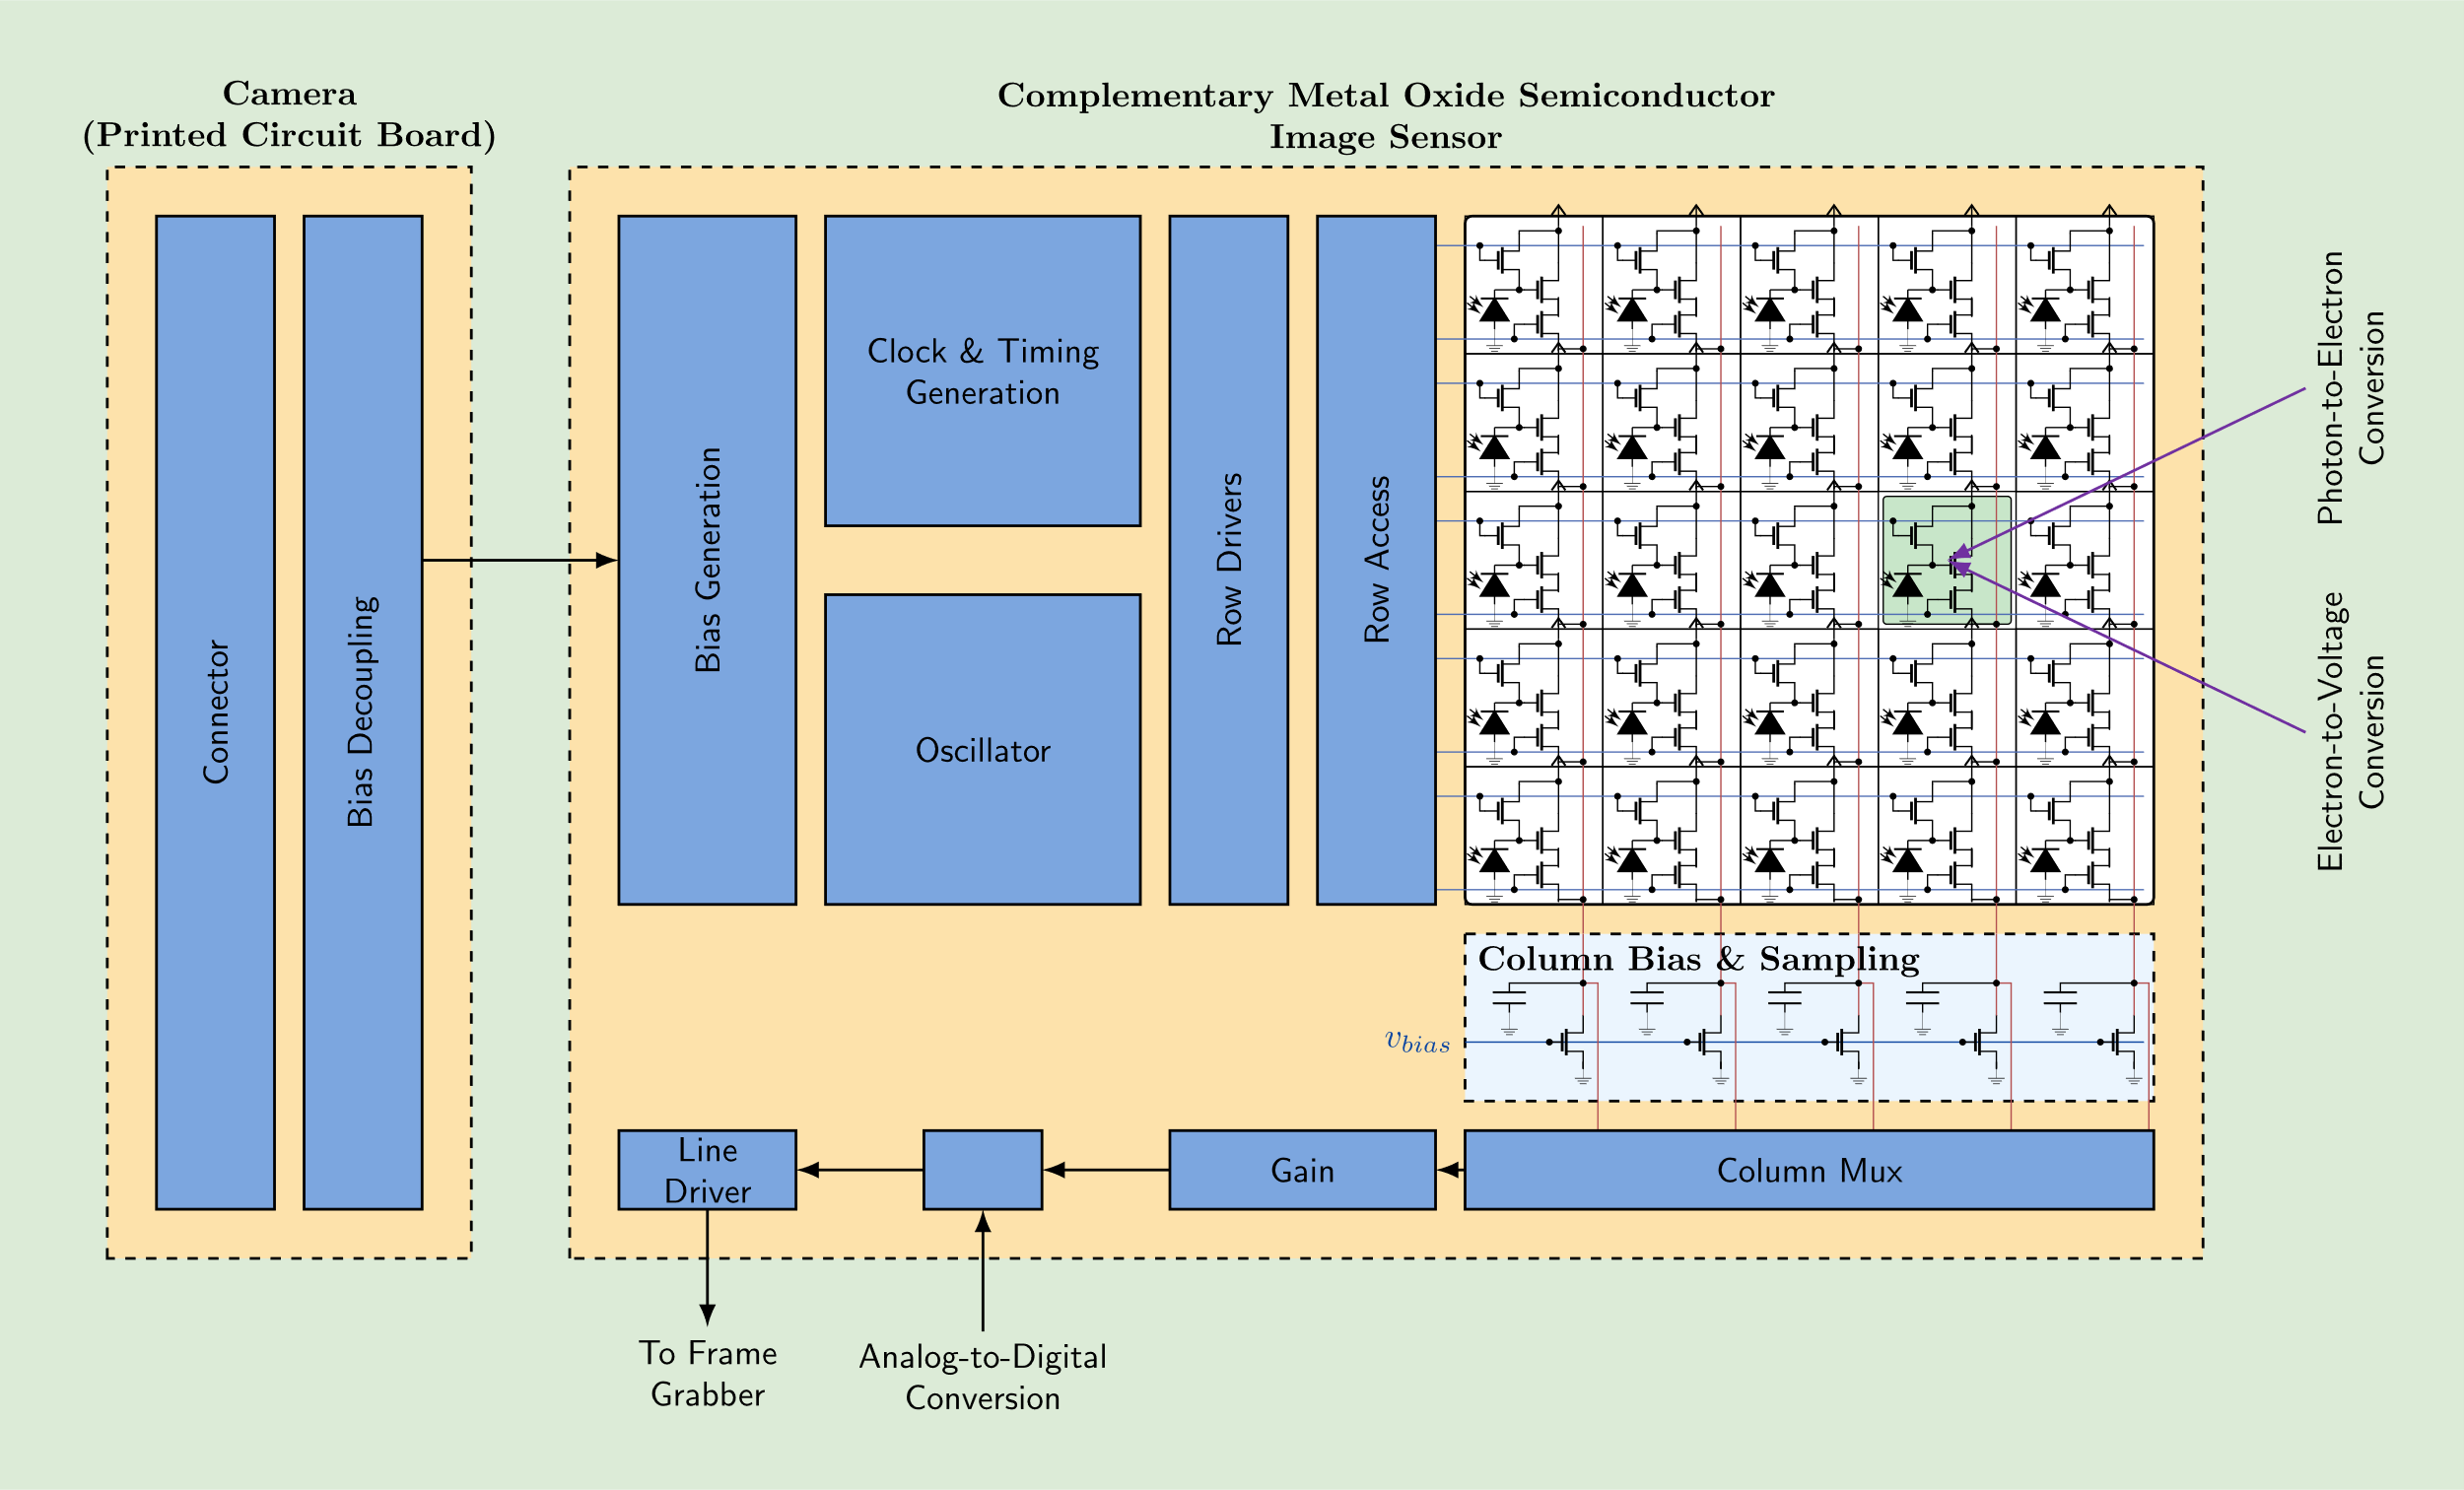 Camera
(Printed Circuit Board)
Complementary Metal Oxide Semiconductor
Image Sensor
Connector
Bias Decoupling
Bias Generation
Clock & Timing
Generation
Oscillator
Row Drivers
Row Access
Photon-to-Electron
Conversion
Electron-to-Voltage
Conversion
Column Bias & Sampling
vbias
Line
Driver
Gain
Column Mux
To Frame
Grabber
Analog-to-Digital
Conversion